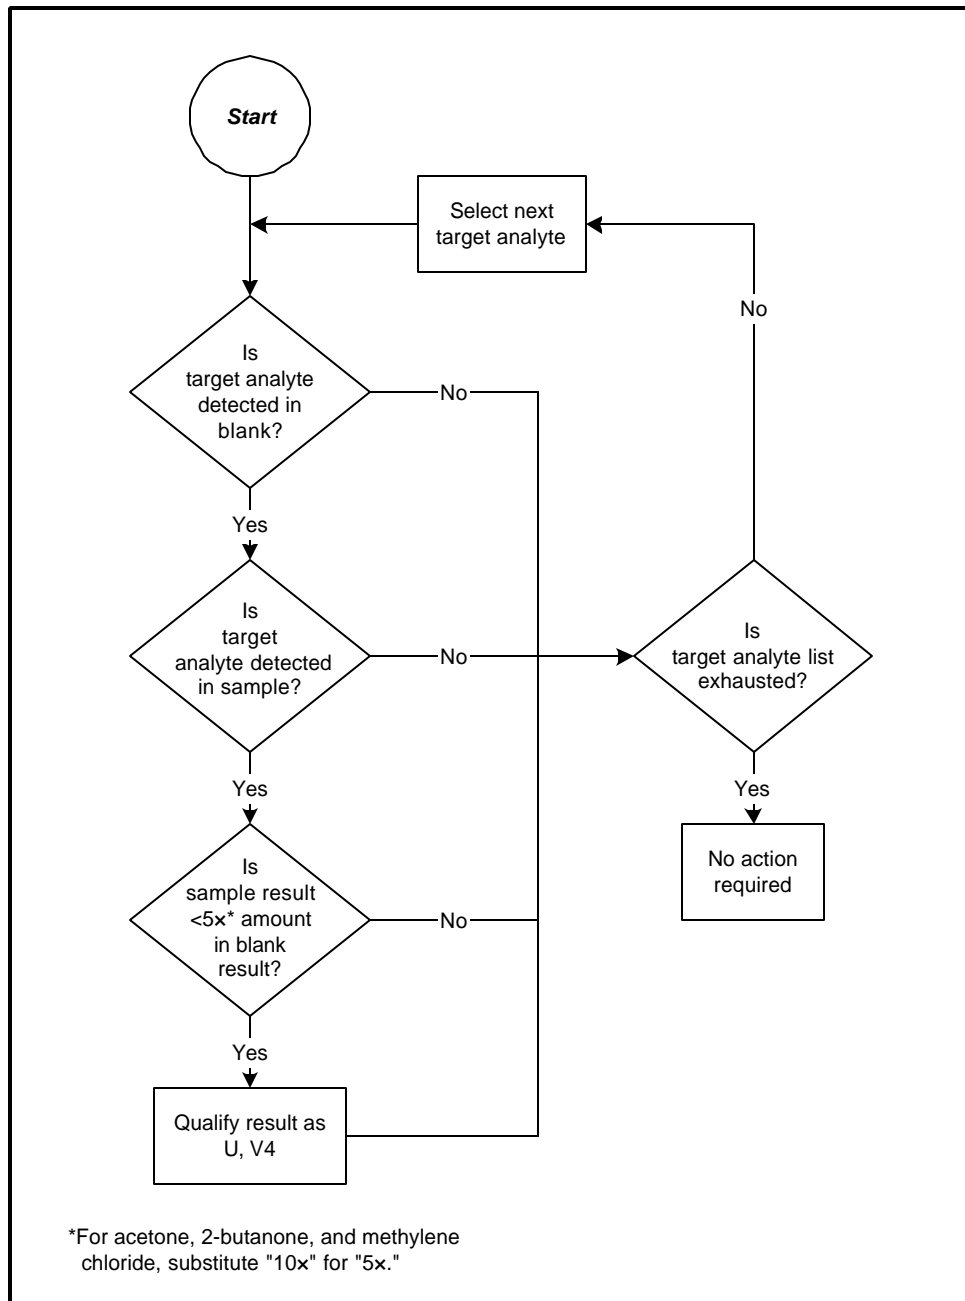 Start
Select next
target analyte
No
Is
target analyte
detected in
blank?
No
Yes
Is
target
analyte detected
in sample?
No
Is
target analyte list
exhausted?
Yes
Yes
Is
sample result
<5×* amount
in blank
result?
No
No action
required
Yes
Qualify result as
U, V4
*For acetone, 2-butanone, and methylene
chloride, substitute "10×" for "5×."